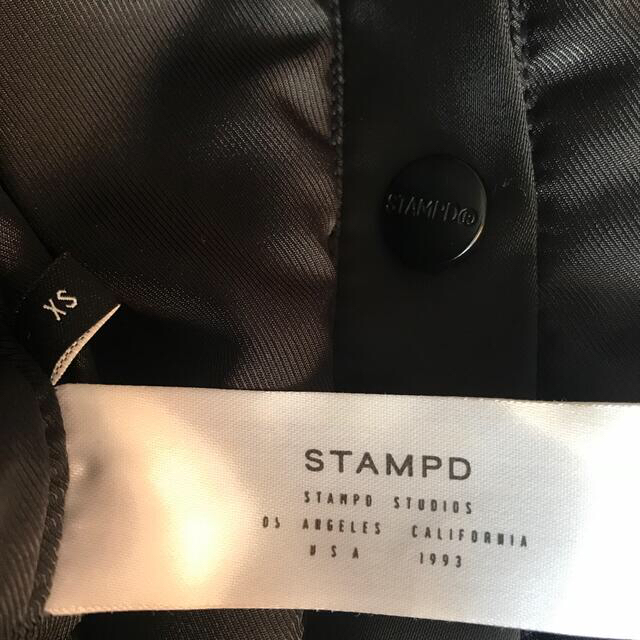 STAMPD
XS
STAMPD
STAMPD STUDIOS
OS ANGELES CALIFORNIA
USA 1993